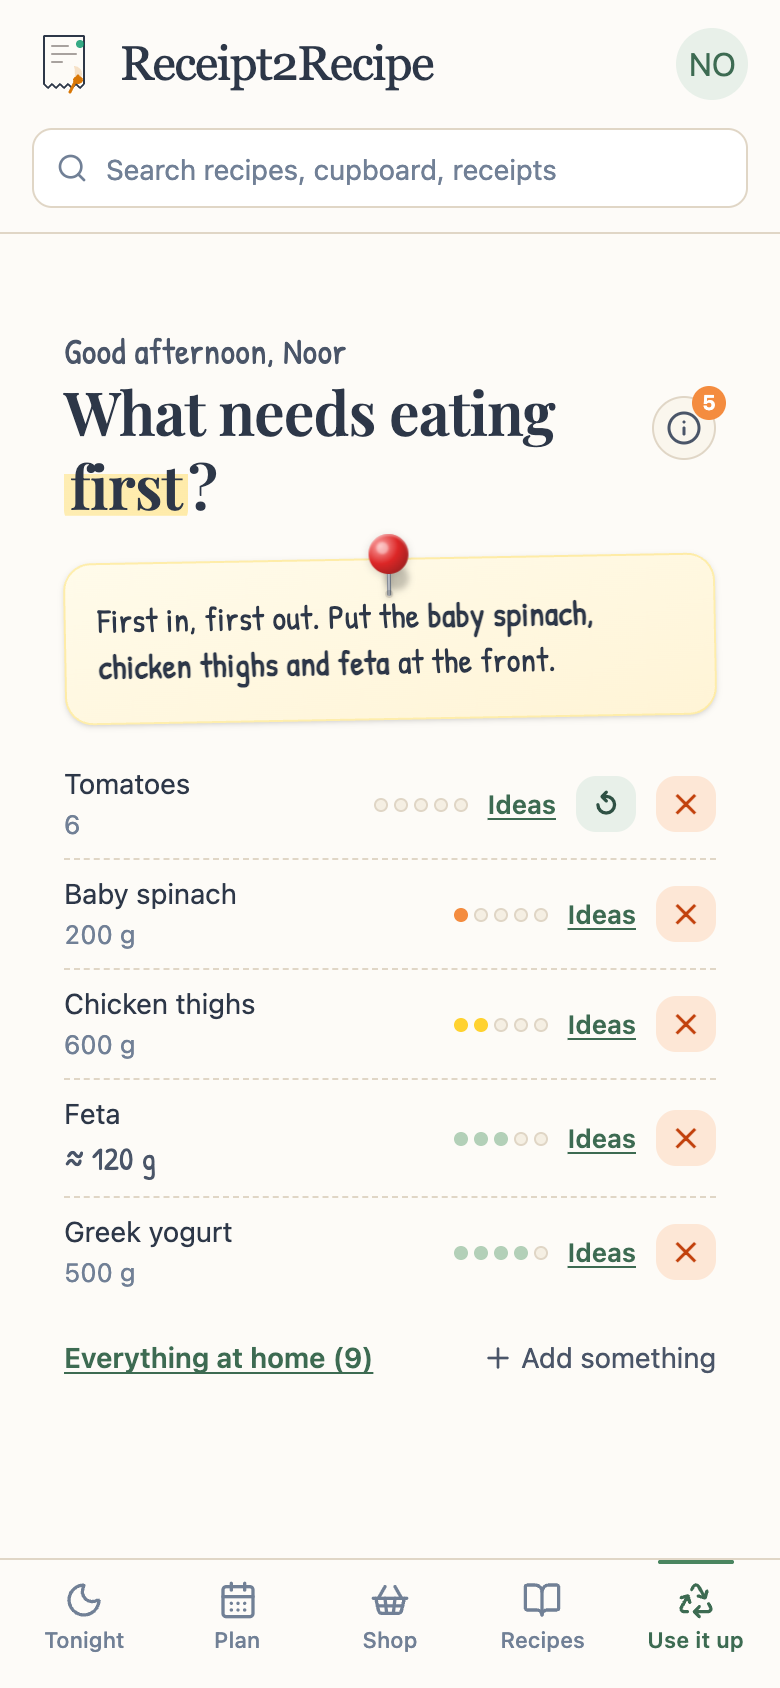 Receipt2Recipe
NO
Search recipes, cupboard, receipts
Good afternoon, Noor
What needs eating
first?
5
First in, first out. Put the baby spinach,
chicken thighs and feta at the front.
Tomatoes
6
Ideas
Baby spinach
200 g
Ideas
Chicken thighs
600 g
Ideas
Feta
≈ 120 g
Ideas
Greek yogurt
500 g
Ideas
Everything at home (9)
+ Add something
Tonight
Plan
Shop
Recipes
Use it up